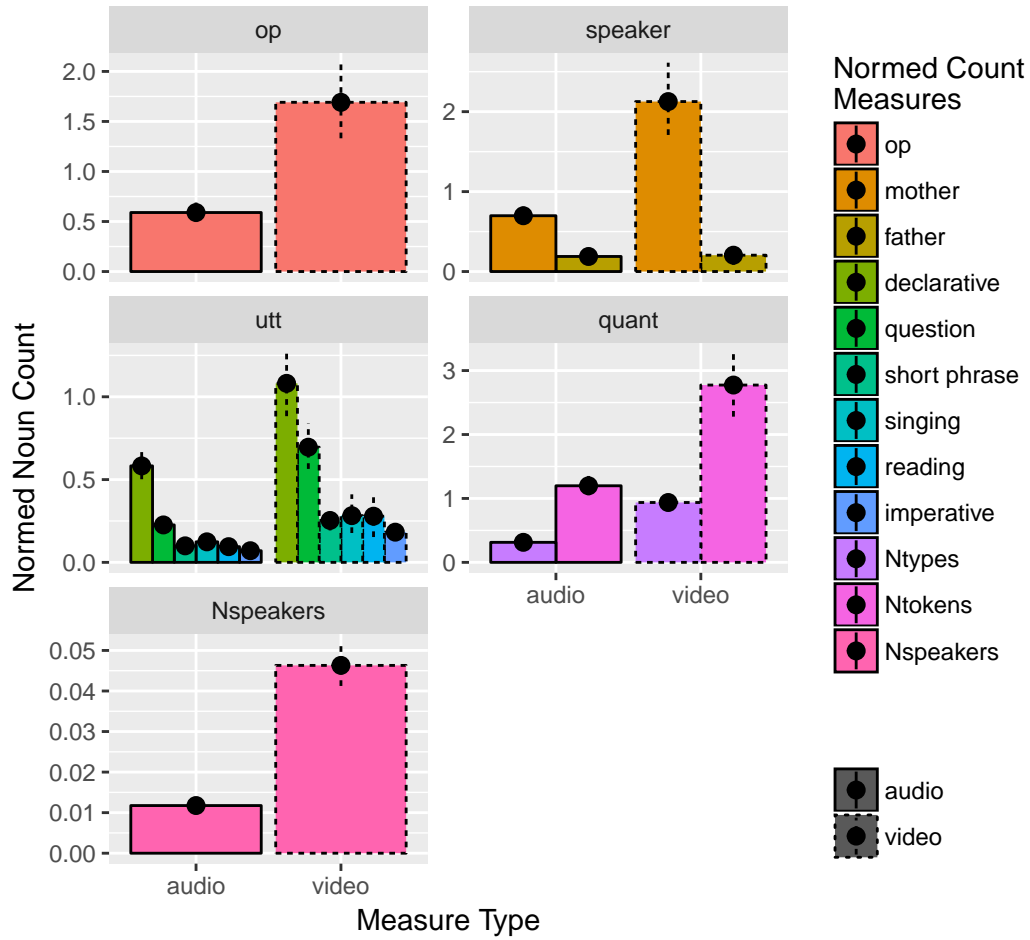 op
speaker
2.0
1.5
1.0
0.5
0.0
2
1
0
utt
quant
1.0
0.5
0.0
3
2
1
0
audio
video
Nspeakers
0.05
0.04
0.03
0.02
0.01
0.00
audio
video
Measure Type
Normed Noun Count
Normed Count
Measures
op
mother
father
declarative
question
short phrase
singing
reading
imperative
Ntypes
Ntokens
Nspeakers
audio
video